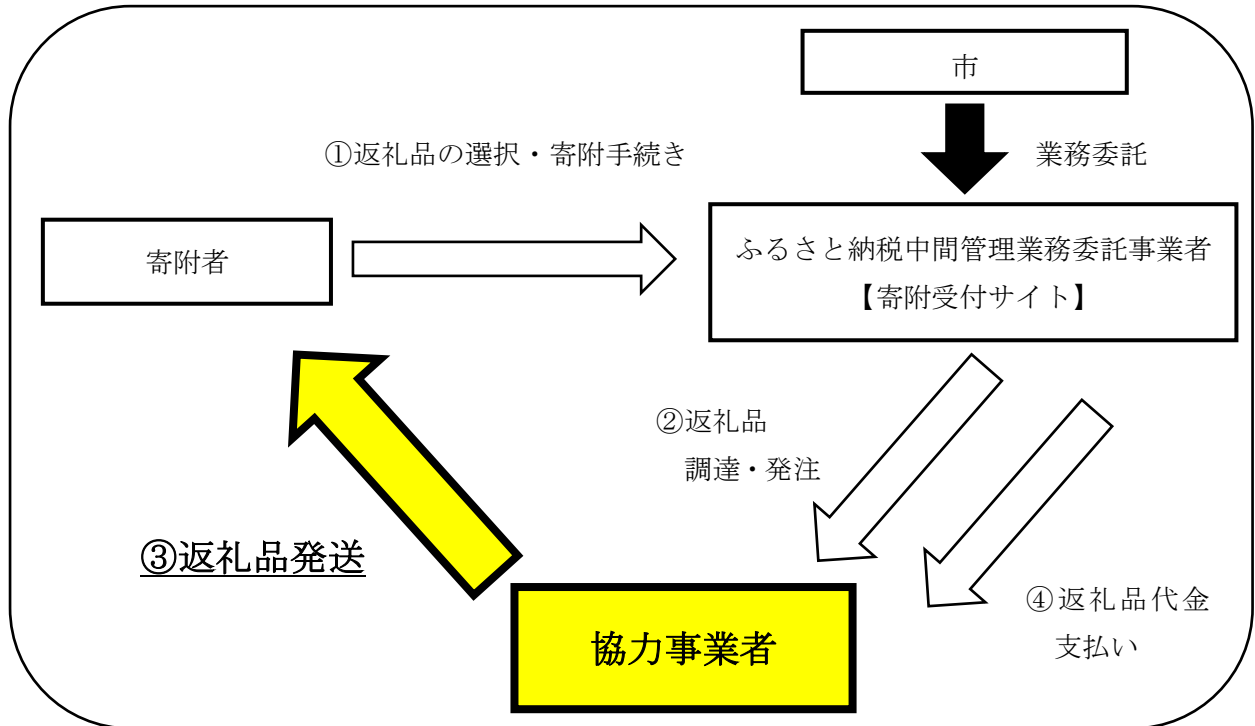 市
①返礼品の選択・寄附手続き
業務委託
寄附者
ふるさと納税中間管理業務委託事業者
【寄附受付サイト】
②返礼品
調達・発注
③返礼品発送
④返礼品代金
支払い
協力事業者